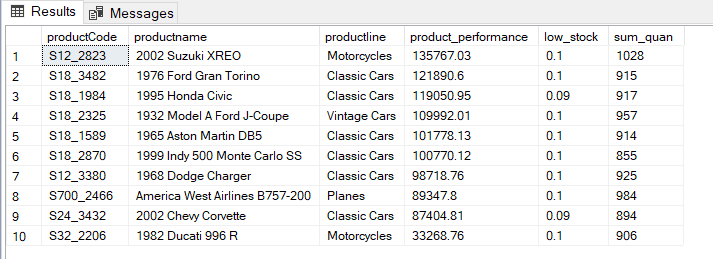 Results Messages
productCode productname productline product_performance low_stock sum_quan
1 S12_2823 2002 Suzuki XREO Motorcycles 135767.03 0.1 1028
2 S18_3482 1976 Ford Gran Torino Classic Cars 121890.6 0.1 915
3 S18_1984 1995 Honda Civic Classic Cars 119050.95 0.09 917
4 S18_2325 1932 Model A Ford J-Coupe Vintage Cars 109992.01 0.1 957
5 S18_1589 1965 Aston Martin DB5 Classic Cars 101778.13 0.1 914
6 S18_2870 1999 Indy 500 Monte Carlo SS Classic Cars 100770.12 0.1 855
7 S12_3380 1968 Dodge Charger Classic Cars 98718.76 0.1 925
8 S700_2466 America West Airlines B757-200 Planes 89347.8 0.1 984
9 S24_3432 2002 Chevy Corvette Classic Cars 87404.81 0.09 894
10 S32_2206 1982 Ducati 996 R Motorcycles 33268.76 0.1 906